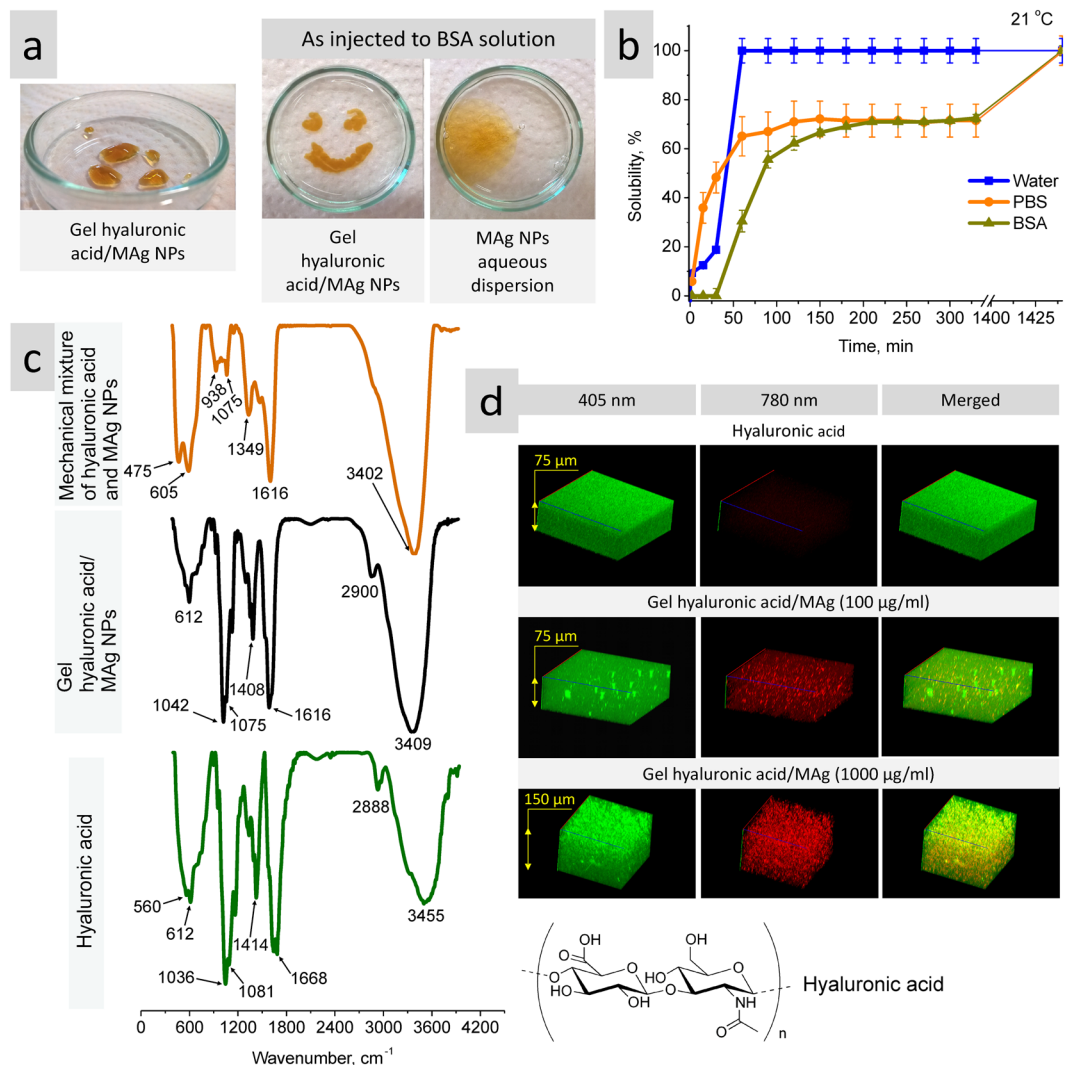 a
As injected to BSA solution
Gel hyaluronic
acid/MAg NPs
Gel
hyaluronic
acid/MAg NPs
MAg NPs
aqueous
dispersion
b
21 °C
Solubility, %
100
80
60
40
20
0
Water
PBS
BSA
0 50 100 150 200 250 300 1400 1425
Time, min
c
Mechanical mixture
of hyaluronic acid
and MAg NPs
475
605
938
1075
1349
1616
3402
Gel
hyaluronic acid/
MAg NPs
612
1042
1075
1408
1616
2900
3409
Hyaluronic acid
560
612
1036
1081
1414
1668
2888
3455
0 600 1200 1800 2400 3000 3600 4200
Wavenumber, cm⁻¹
d
405 nm 780 nm Merged
Hyaluronic acid
75 µm
Gel hyaluronic acid/MAg (100 µg/ml)
75 µm
Gel hyaluronic acid/MAg (1000 µg/ml)
150 µm
OH
O
O
HO
OH
O
HO
HO
O
O
NH
O
n
Hyaluronic acid